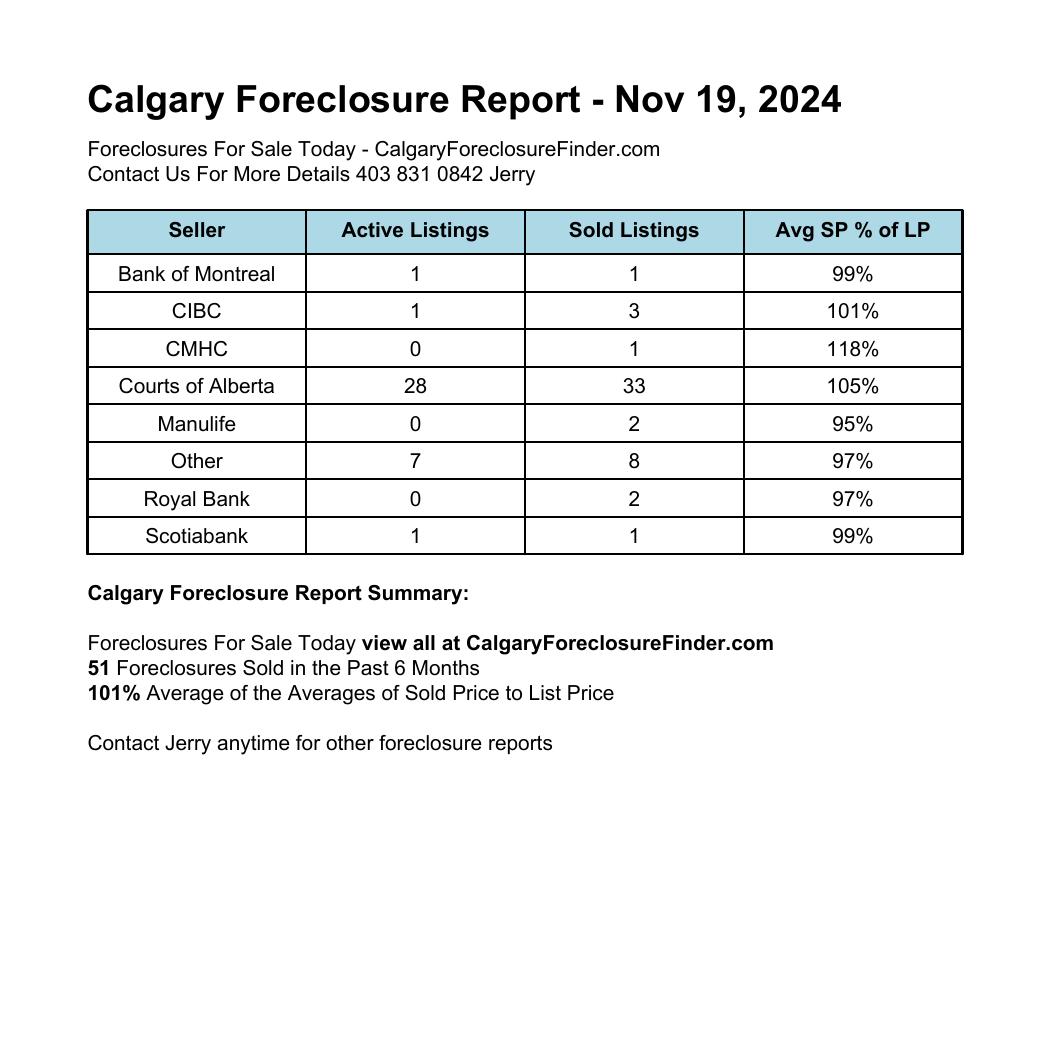 Calgary Foreclosure Report - Nov 19, 2024
Foreclosures For Sale Today - CalgaryForeclosureFinder.com
Contact Us For More Details 403 831 0842 Jerry
Seller Active Listings Sold Listings Avg SP % of LP
Bank of Montreal 1 1 99%
CIBC 1 3 101%
CMHC 0 1 118%
Courts of Alberta 28 33 105%
Manulife 0 2 95%
Other 7 8 97%
Royal Bank 0 2 97%
Scotiabank 1 1 99%
Calgary Foreclosure Report Summary:
Foreclosures For Sale Today view all at CalgaryForeclosureFinder.com
51 Foreclosures Sold in the Past 6 Months
101% Average of the Averages of Sold Price to List Price
Contact Jerry anytime for other foreclosure reports